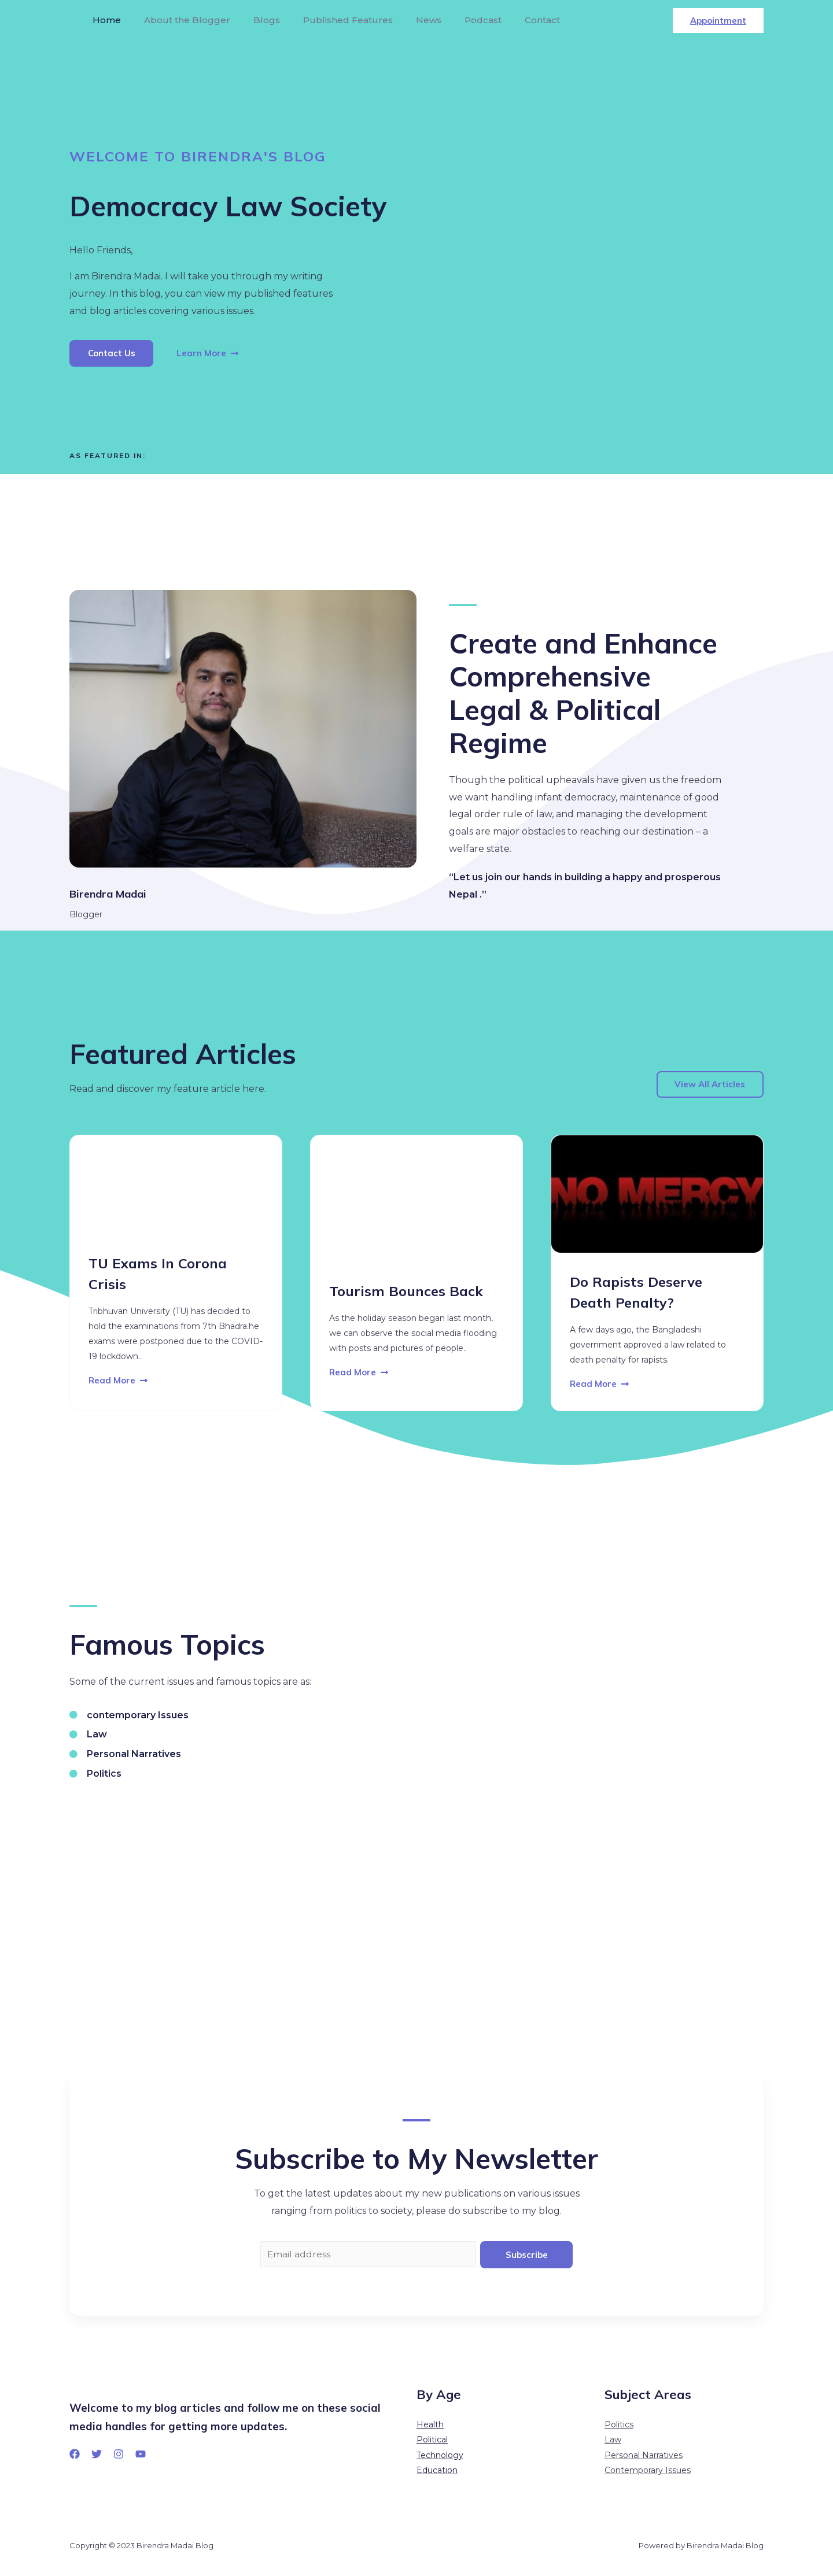 Home About the Blogger Blogs Published Features News Podcast Contact Appointment
WELCOME TO BIRENDRA'S BLOG
Democracy Law Society
Hello Friends,
I am Birendra Madai. I will take you through my writing
journey. In this blog, you can view my published features
and blog articles covering various issues.
Contact Us Learn More
AS FEATURED IN:
Birendra Madai
Blogger
Create and Enhance
Comprehensive
Legal & Political
Regime
Though the political upheavals have given us the freedom
we want handling infant democracy, maintenance of good
legal order rule of law, and managing the development
goals are major obstacles to reaching our destination – a
welfare state.
“Let us join our hands in building a happy and prosperous
Nepal .”
Featured Articles
Read and discover my feature article here.
View All Articles
TU Exams In Corona
Crisis
Tribhuvan University (TU) has decided to
hold the examinations from 7th Bhadra.he
exams were postponed due to the COVID-
19 lockdown..
Read More
Tourism Bounces Back
As the holiday season began last month,
we can observe the social media flooding
with posts and pictures of people..
Read More
NO MERCY
Do Rapists Deserve
Death Penalty?
A few days ago, the Bangladeshi
government approved a law related to
death penalty for rapists.
Read More
Famous Topics
Some of the current issues and famous topics are as:
contemporary Issues
Law
Personal Narratives
Politics
Subscribe to My Newsletter
To get the latest updates about my new publications on various issues
ranging from politics to society, please do subscribe to my blog.
Email address Subscribe
Welcome to my blog articles and follow me on these social
media handles for getting more updates.
By Age
Health
Political
Technology
Education
Subject Areas
Politics
Law
Personal Narratives
Contemporary Issues
Copyright © 2023 Birendra Madai Blog
Powered by Birendra Madai Blog